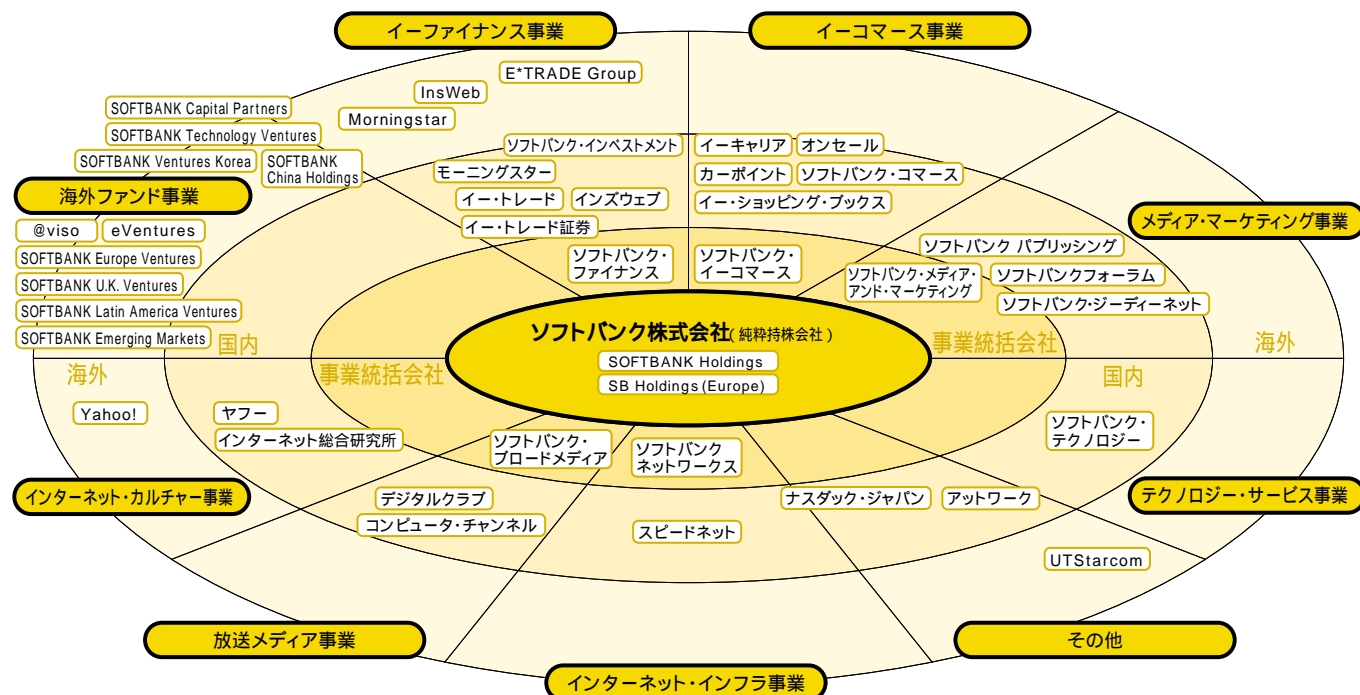 イーファイナンス事業
イーコマース事業
E*TRADE Group
InsWeb
Morningstar
SOFTBANK Capital Partners
SOFTBANK Technology Ventures
SOFTBANK Ventures Korea
SOFTBANK
China Holdings
海外ファンド事業
@viso
eVentures
SOFTBANK Europe Ventures
SOFTBANK U.K. Ventures
SOFTBANK Latin America Ventures
SOFTBANK Emerging Markets
ソフトバンク・インベストメント
モーニングスター
イー・トレード
インズウェブ
イー・トレード証券
ソフトバンク・
ファイナンス
イーキャリア
オンセール
カーポイント
ソフトバンク・コマース
イー・ショッピング・ブックス
ソフトバンク・
イーコマース
メディア・マーケティング事業
ソフトバンク パブリッシング
ソフトバンク・メディア・
アンド・マーケティング
ソフトバンクフォーラム
ソフトバンク・ジーディーネット
ソフトバンク株式会社(純粋持株会社)
SOFTBANK Holdings
SB Holdings (Europe)
国内
海外
事業統括会社
事業統括会社
海外
国内
Yahoo!
ヤフー
インターネット総合研究所
インターネット・カルチャー事業
ソフトバンク・
ブロードメディア
ソフトバンク
ネットワークス
ソフトバンク・
テクノロジー
テクノロジー・サービス事業
デジタルクラブ
コンピュータ・チャンネル
スピードネット
ナスダック・ジャパン
アットワーク
UTStarcom
放送メディア事業
インターネット・インフラ事業
その他